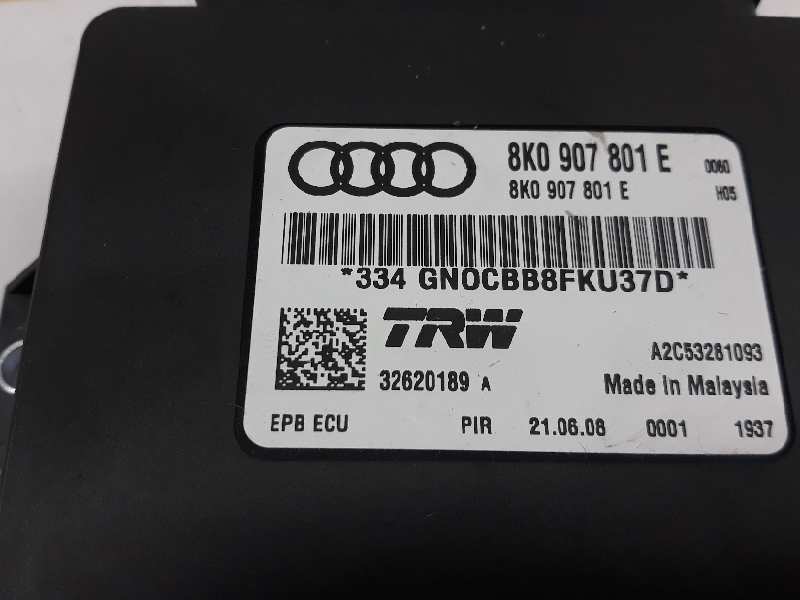 8K0 907 801 E 0060
8K0 907 801 E H05
*334 GN0CBB8FKU37D*
TRW
A2C53281093
32620189 A
Made in Malaysia
EPB ECU PIR 21.06.08 0001 1937